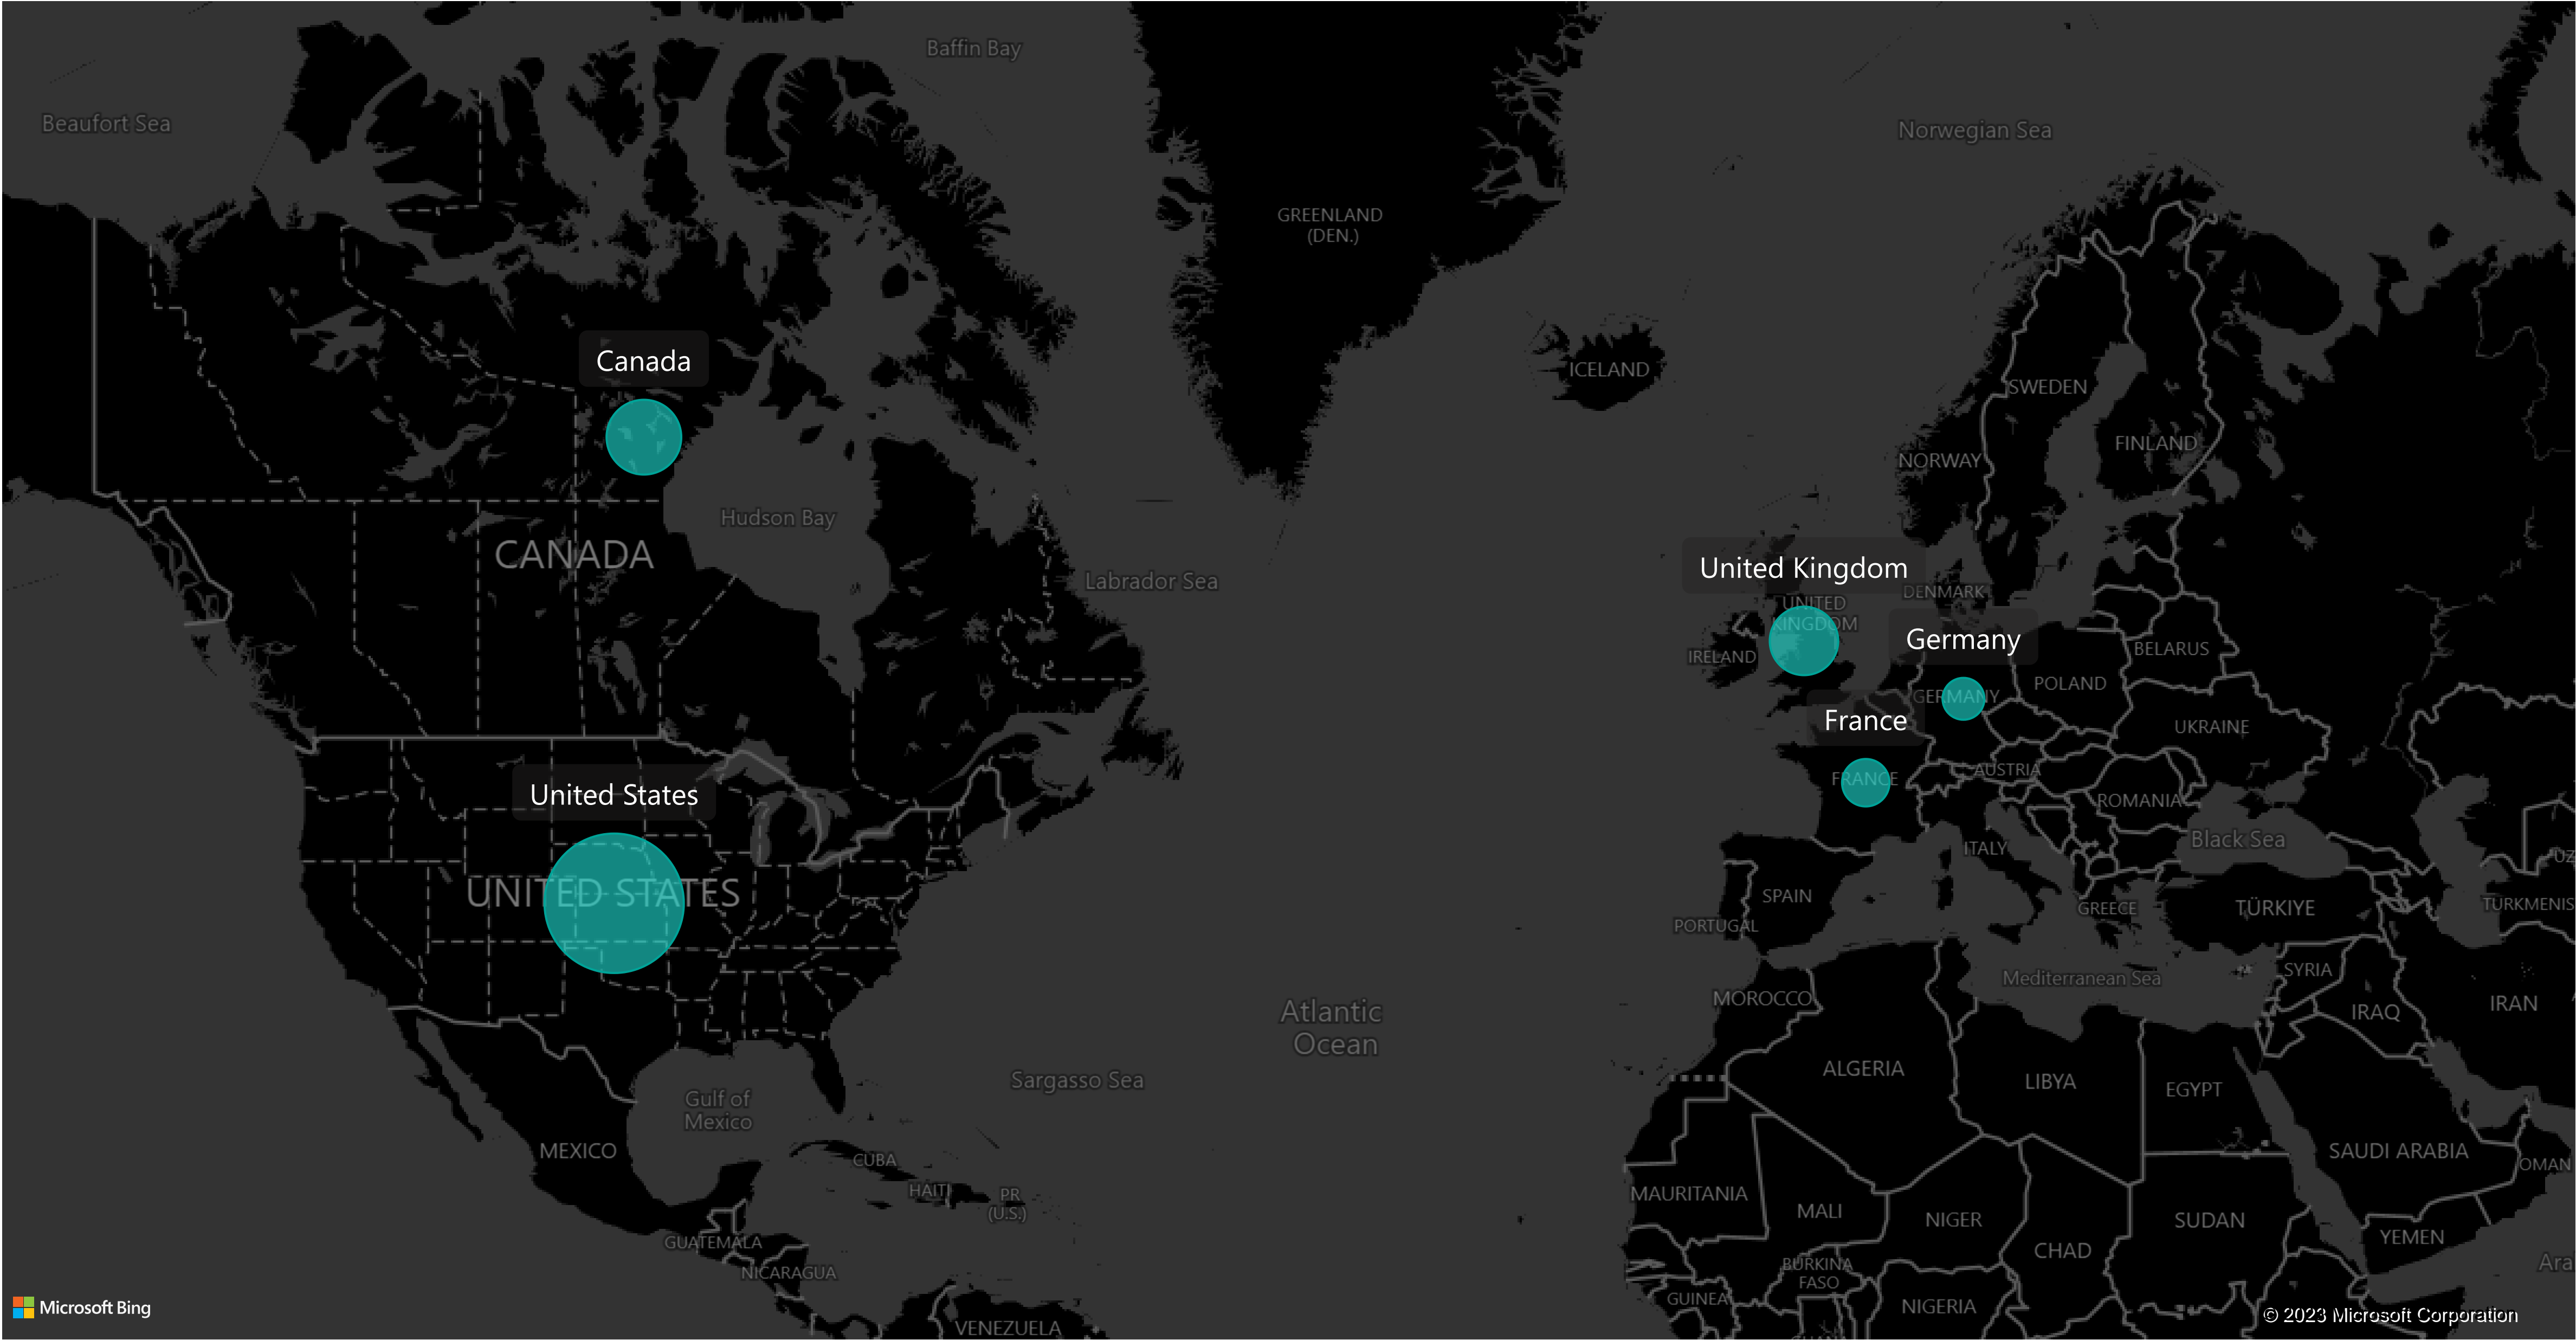 Baffin Bay
Beaufort Sea
Norwegian Sea
GREENLAND
(DEN.)
Canada
ICELAND
SWEDEN
FINLAND
NORWAY
Hudson Bay
CANADA
United Kingdom
Labrador Sea
DENMARK
UNITED
KINGDOM
Germany
IRELAND
BELARUS
POLAND
GERMANY
France
UKRAINE
AUSTRIA
FRANCE
United States
ROMANIA
Black Sea
ITALY
UZ
UNITED STATES
SPAIN
GREECE
TÜRKIYE
TURKMENIS
PORTUGAL
SYRIA
Mediterranean Sea
MOROCCO
IRAQ
IRAN
Atlantic
Ocean
ALGERIA
LIBYA
EGYPT
Sargasso Sea
Gulf of
Mexico
MEXICO
CUBA
SAUDI ARABIA
OMAN
HAITI
PR
(U.S.)
MAURITANIA
MALI
NIGER
SUDAN
YEMEN
GUATEMALA
CHAD
NICARAGUA
BURKINA
FASO
Ara
GUINEA
NIGERIA
Microsoft Bing
© 2023 Microsoft Corporation
VENEZUELA